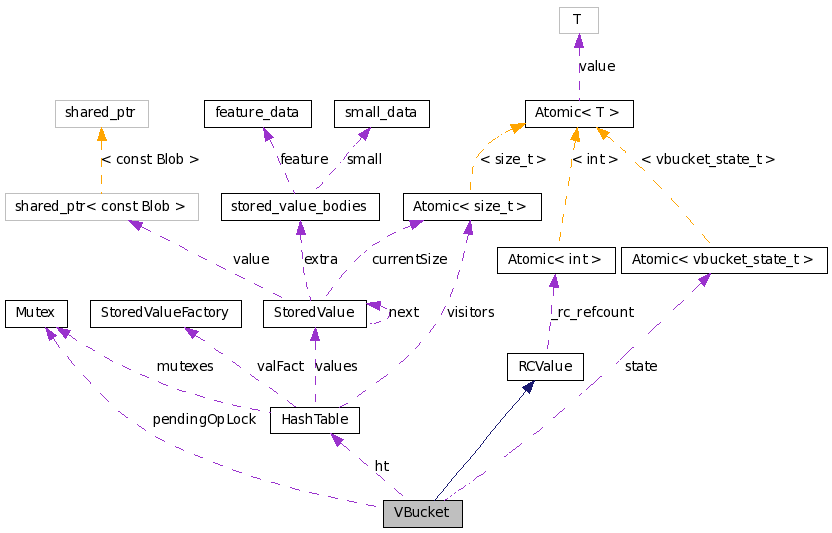 T
value
shared_ptr
feature_data
small_data
Atomic< T >
< const Blob >
feature
small
< size_t >
< int >
< vbucket_state_t >
shared_ptr< const Blob >
stored_value_bodies
Atomic< size_t >
value
extra
currentSize
Atomic< int >
Atomic< vbucket_state_t >
Mutex
StoredValueFactory
StoredValue
next
visitors
_rc_refcount
mutexes
valFact
values
RCValue
state
pendingOpLock
HashTable
ht
VBucket